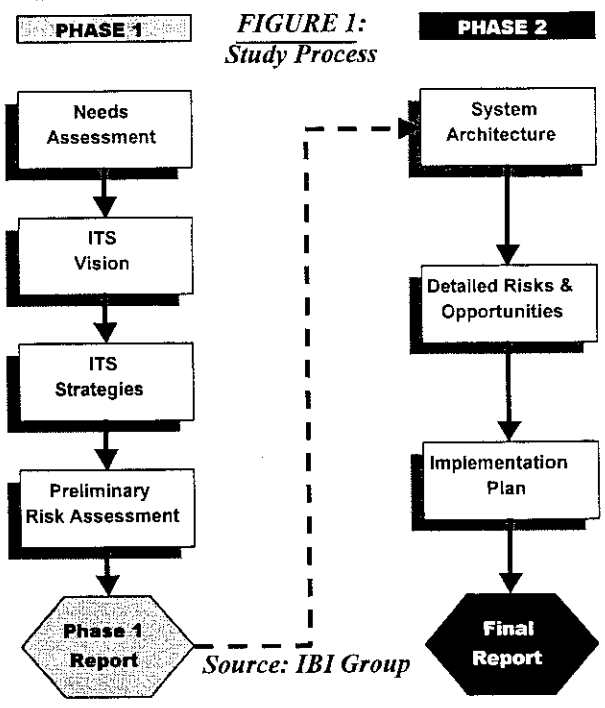 PHASE 1
FIGURE 1:
Study Process
PHASE 2
Needs
Assessment
ITS
Vision
ITS
Strategies
Preliminary
Risk Assessment
Phase 1
Report
System
Architecture
Detailed Risks &
Opportunities
Implementation
Plan
Final
Report
Source: IBI Group